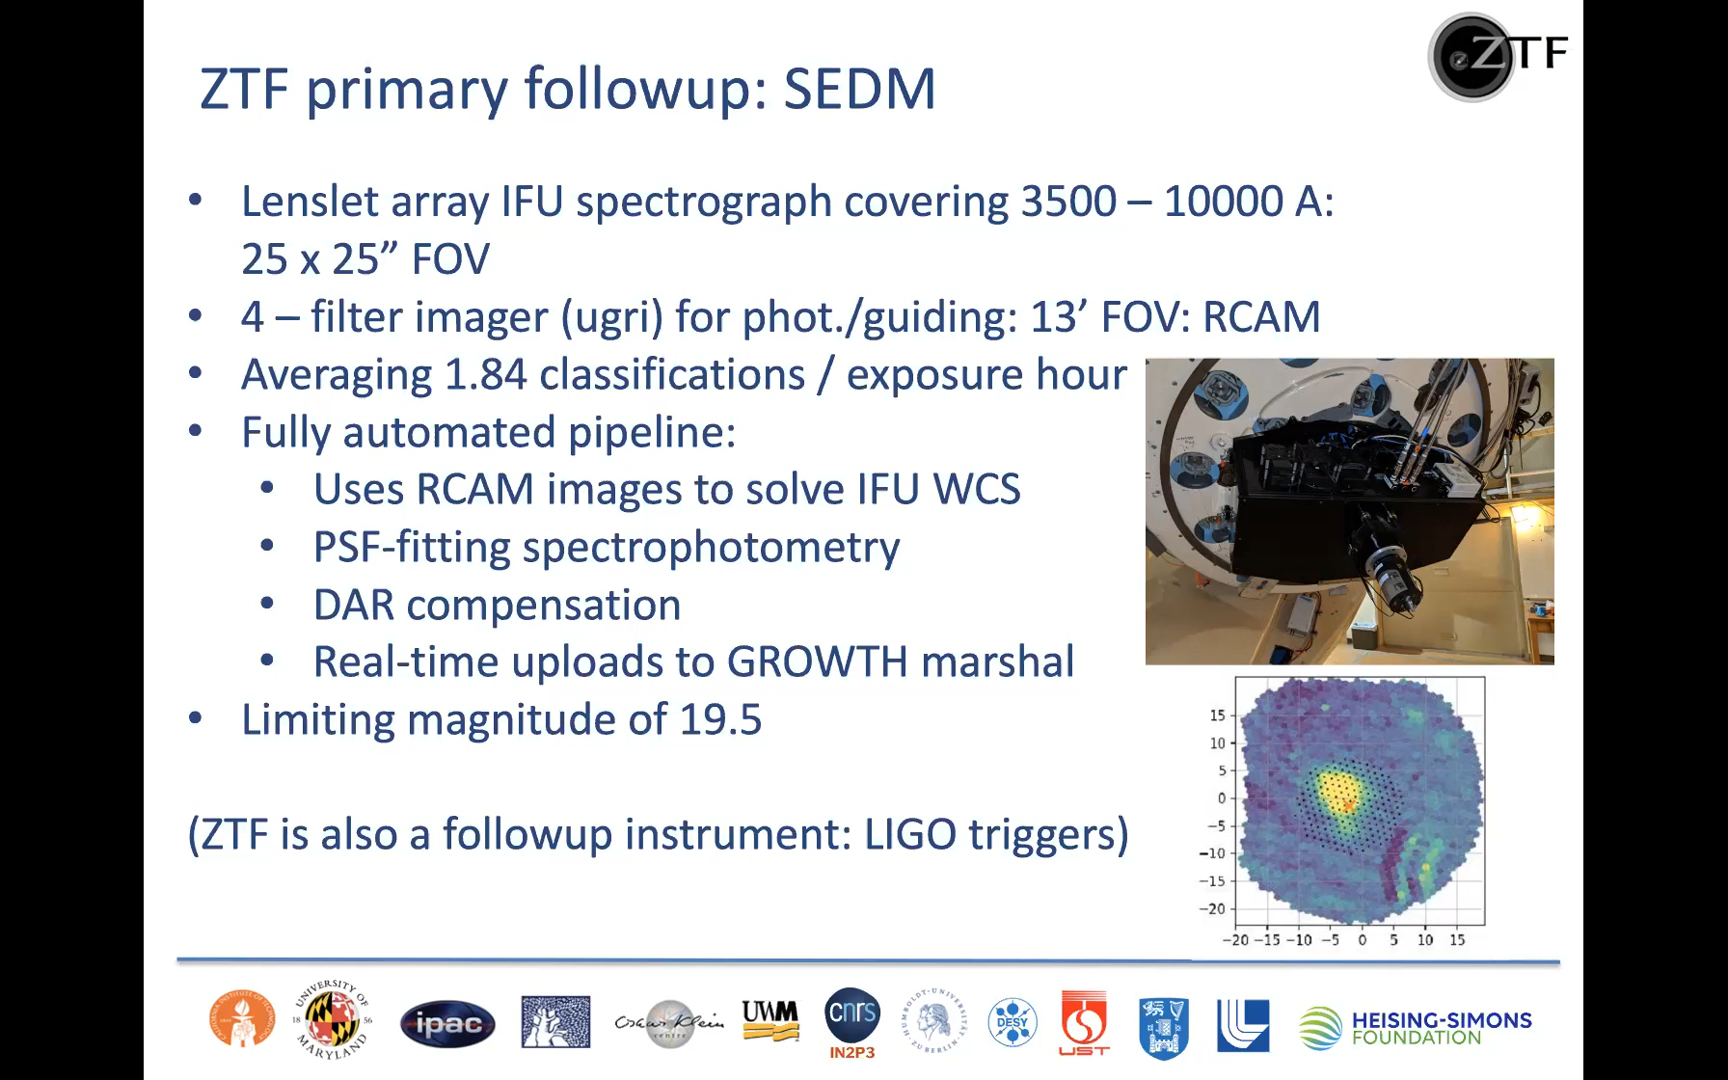 ZTF
ZTF primary followup: SEDM
• Lenslet array IFU spectrograph covering 3500 – 10000 A:
25 x 25” FOV
• 4 – filter imager (ugri) for phot./guiding: 13’ FOV: RCAM
• Averaging 1.84 classifications / exposure hour
• Fully automated pipeline:
• Uses RCAM images to solve IFU WCS
• PSF-fitting spectrophotometry
• DAR compensation
• Real-time uploads to GROWTH marshal
• Limiting magnitude of 19.5
(ZTF is also a followup instrument: LIGO triggers)
15
10
5
0
−5
−10
−15
−20
−20 −15 −10 −5 0 5 10 15
UNIVERSITY OF
18 56
MARYLAND
ipac
Oskar Klein
centre
UWM
cnrs
IN2P3
HUMBOLDT-UNIVERSITÄT
ZU BERLIN
DESY
UST
HEISING-SIMONS
FOUNDATION